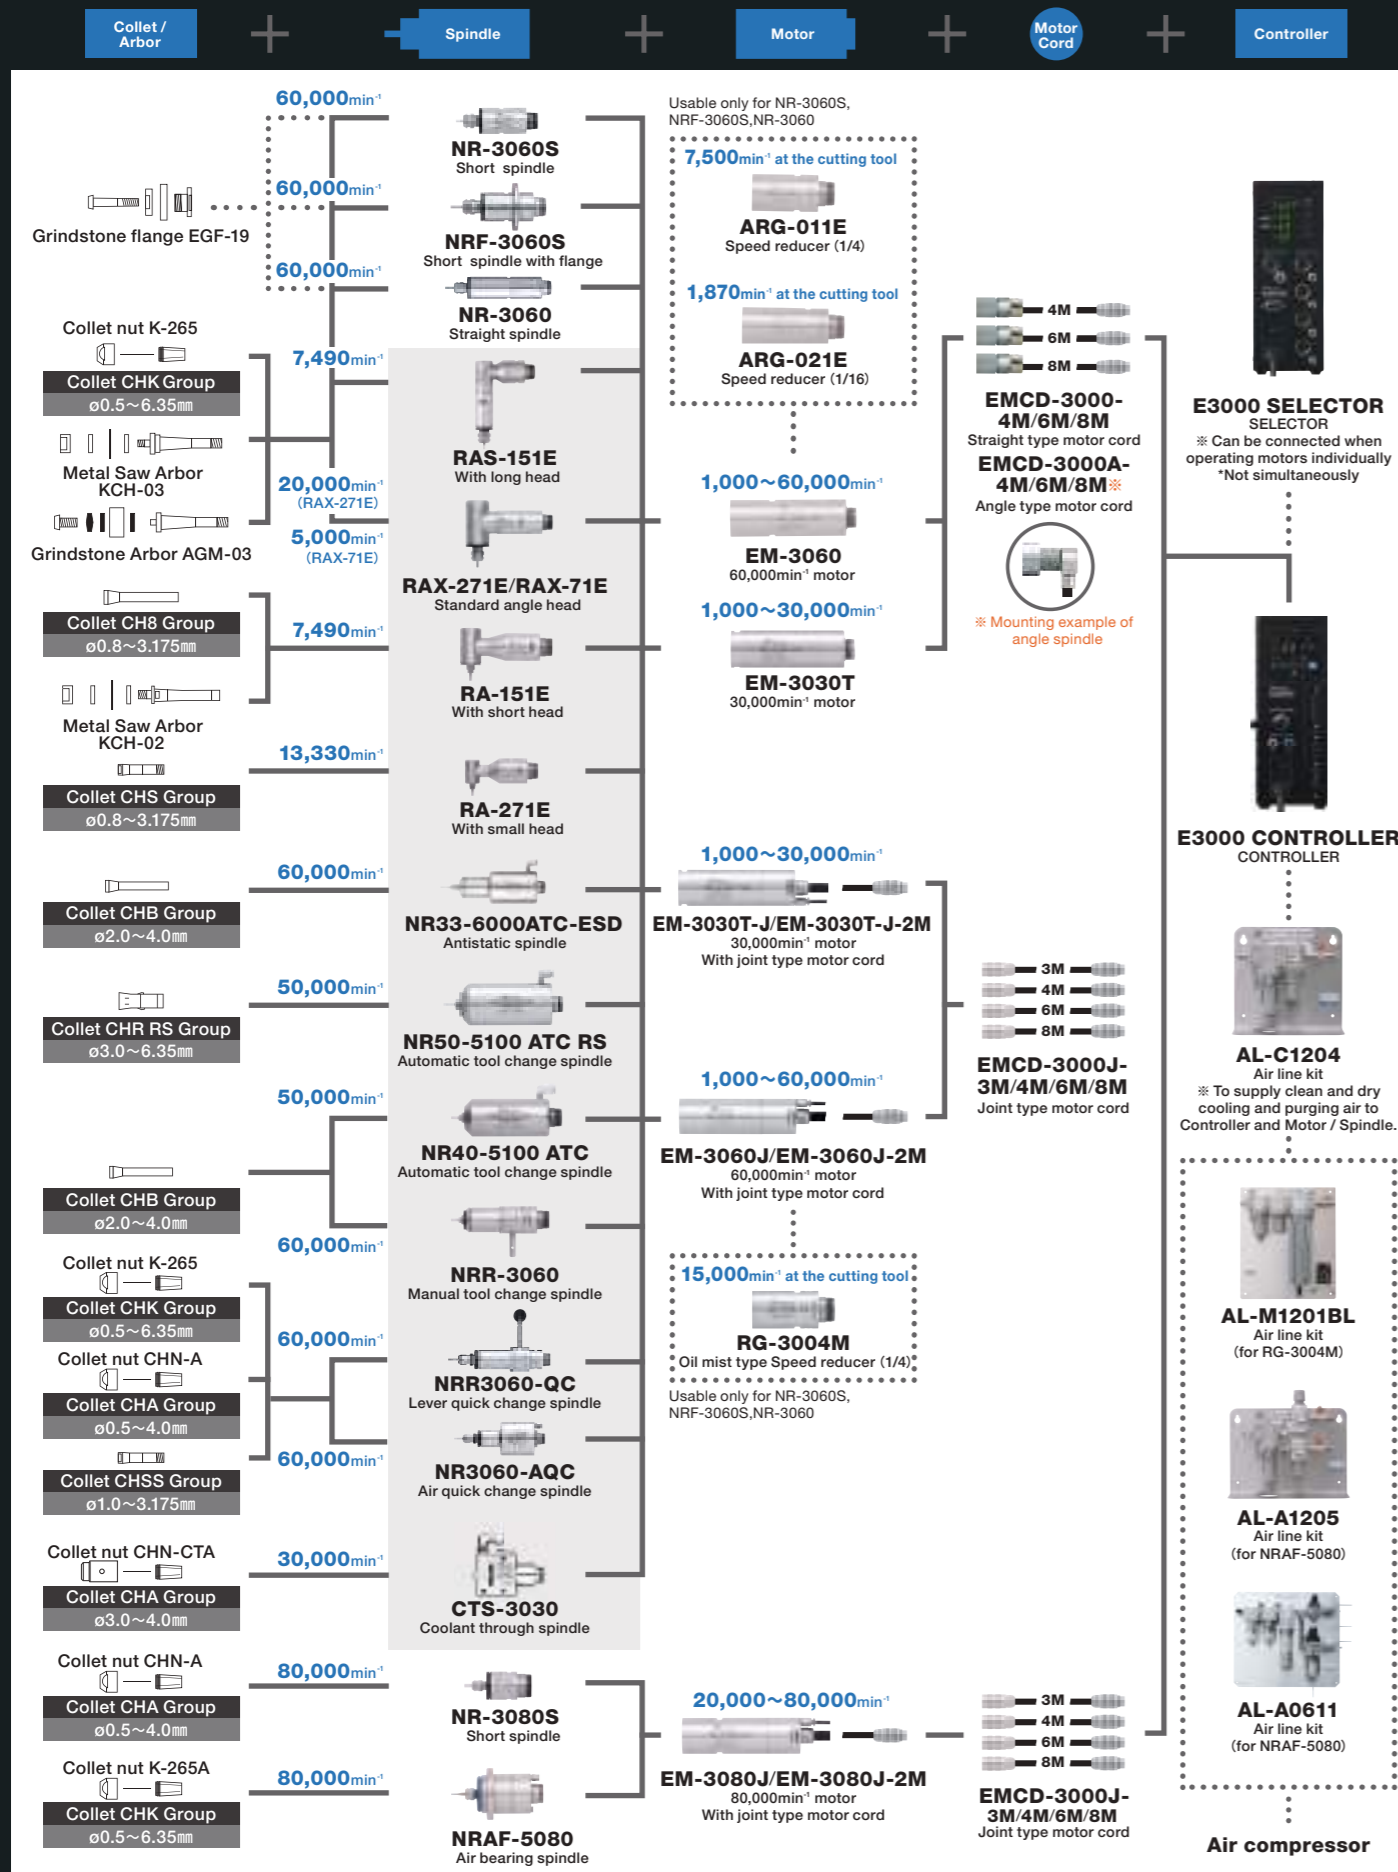 Collet /
Arbor
Spindle
Motor
Motor
Cord
Controller
60,000min⁻¹
60,000min⁻¹
60,000min⁻¹
Grindstone flange EGF-19
Collet nut K-265
Collet CHK Group
ø0.5～6.35㎜
Metal Saw Arbor
KCH-03
Grindstone Arbor AGM-03
7,490min⁻¹
20,000min⁻¹
(RAX-271E)
5,000min⁻¹
(RAX-71E)
Collet CH8 Group
ø0.8～3.175㎜
7,490min⁻¹
Metal Saw Arbor
KCH-02
13,330min⁻¹
Collet CHS Group
ø0.8～3.175㎜
60,000min⁻¹
Collet CHB Group
ø2.0～4.0㎜
50,000min⁻¹
Collet CHR RS Group
ø3.0～6.35㎜
50,000min⁻¹
Collet CHB Group
ø2.0～4.0㎜
60,000min⁻¹
Collet nut K-265
Collet CHK Group
ø0.5～6.35㎜
60,000min⁻¹
Collet nut CHN-A
Collet CHA Group
ø0.5～4.0㎜
60,000min⁻¹
Collet CHSS Group
ø1.0～3.175㎜
Collet nut CHN-CTA
30,000min⁻¹
Collet CHA Group
ø3.0～4.0㎜
Collet nut CHN-A
80,000min⁻¹
Collet CHA Group
ø0.5～4.0㎜
Collet nut K-265A
80,000min⁻¹
Collet CHK Group
ø0.5～6.35㎜
NR-3060S
Short spindle
NRF-3060S
Short spindle with flange
NR-3060
Straight spindle
RAS-151E
With long head
RAX-271E/RAX-71E
Standard angle head
RA-151E
With short head
RA-271E
With small head
NR33-6000ATC-ESD
Antistatic spindle
NR50-5100 ATC RS
Automatic tool change spindle
NR40-5100 ATC
Automatic tool change spindle
NRR-3060
Manual tool change spindle
NRR3060-QC
Lever quick change spindle
NR3060-AQC
Air quick change spindle
CTS-3030
Coolant through spindle
NR-3080S
Short spindle
NRAF-5080
Air bearing spindle
Usable only for NR-3060S,
NRF-3060S,NR-3060
7,500min⁻¹ at the cutting tool
ARG-011E
Speed reducer (1/4)
1,870min⁻¹ at the cutting tool
ARG-021E
Speed reducer (1/16)
1,000～60,000min⁻¹
EM-3060
60,000min⁻¹ motor
1,000～30,000min⁻¹
EM-3030T
30,000min⁻¹ motor
1,000～30,000min⁻¹
EM-3030T-J/EM-3030T-J-2M
30,000min⁻¹ motor
With joint type motor cord
1,000～60,000min⁻¹
EM-3060J/EM-3060J-2M
60,000min⁻¹ motor
With joint type motor cord
15,000min⁻¹ at the cutting tool
RG-3004M
Oil mist type Speed reducer (1/4)
Usable only for NR-3060S,
NRF-3060S,NR-3060
20,000～80,000min⁻¹
EM-3080J/EM-3080J-2M
80,000min⁻¹ motor
With joint type motor cord
4M
6M
8M
EMCD-3000-
4M/6M/8M
Straight type motor cord
EMCD-3000A-
4M/6M/8M※
Angle type motor cord
※ Mounting example of
angle spindle
3M
4M
6M
8M
EMCD-3000J-
3M/4M/6M/8M
Joint type motor cord
3M
4M
6M
8M
EMCD-3000J-
3M/4M/6M/8M
Joint type motor cord
E3000 SELECTOR
SELECTOR
※ Can be connected when
operating motors individually
*Not simultaneously
E3000 CONTROLLER
CONTROLLER
AL-C1204
Air line kit
※ To supply clean and dry
cooling and purging air to
Controller and Motor / Spindle.
AL-M1201BL
Air line kit
(for RG-3004M)
AL-A1205
Air line kit
(for NRAF-5080)
AL-A0611
Air line kit
(for NRAF-5080)
Air compressor